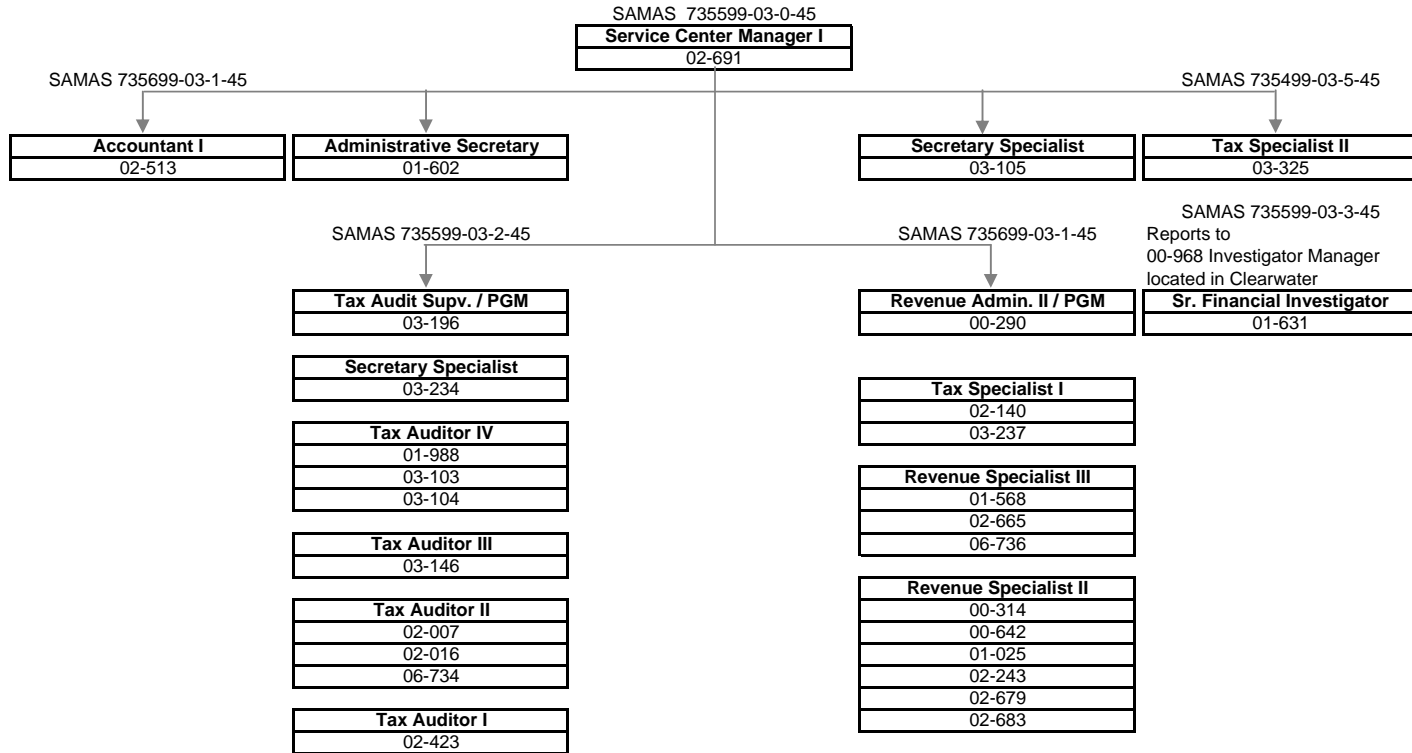 SAMAS  735599-03-0-45
Service Center Manager I
02-691
SAMAS 735699-03-1-45
SAMAS 735499-03-5-45
Accountant I
02-513
Administrative Secretary
01-602
Secretary Specialist
03-105
Tax Specialist II
03-325
SAMAS 735599-03-3-45
Reports to
00-968 Investigator Manager
located in Clearwater
Sr. Financial Investigator
01-631
SAMAS 735599-03-2-45
Tax Audit Supv. / PGM
03-196
Secretary Specialist
03-234
Tax Auditor IV
01-988
03-103
03-104
Tax Auditor III
03-146
Tax Auditor II
02-007
02-016
06-734
Tax Auditor I
02-423
SAMAS 735699-03-1-45
Revenue Admin. II / PGM
00-290
Tax Specialist I
02-140
03-237
Revenue Specialist III
01-568
02-665
06-736
Revenue Specialist II
00-314
00-642
01-025
02-243
02-679
02-683